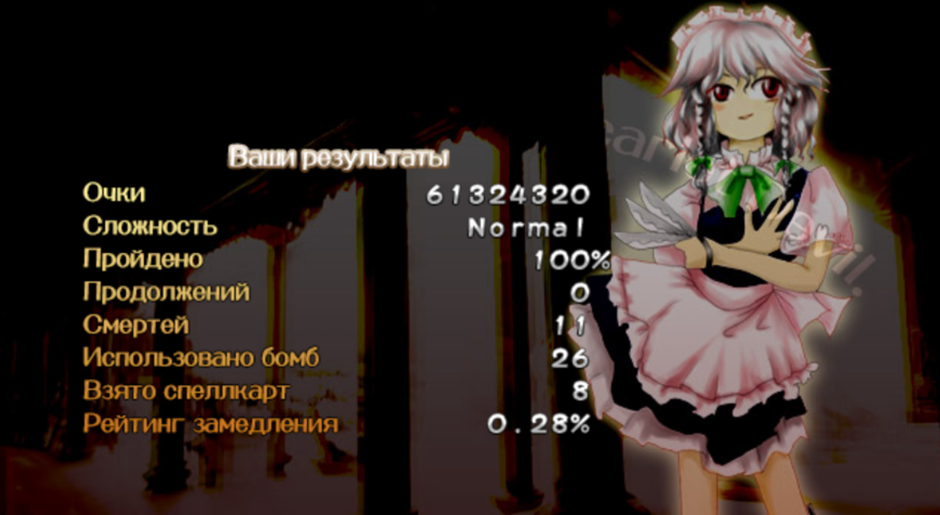 Ваши результаты
Очки 61324320
Сложность Normal
Пройдено 100%
Продолжений 0
Смертей 11
Использовано бомб 26
Взято спеллкарт 8
Рейтинг замедления 0.28%